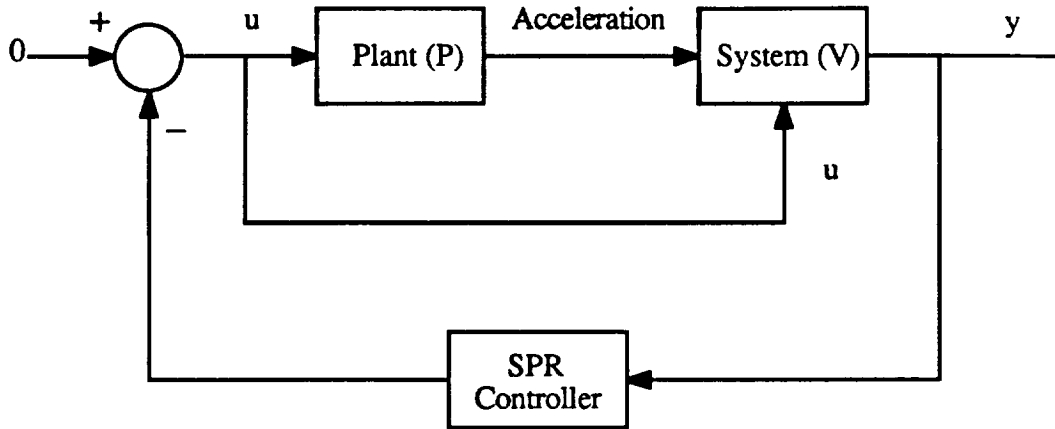 +
u
Acceleration
y
0
Plant (P)
System (V)
−
u
SPR
Controller